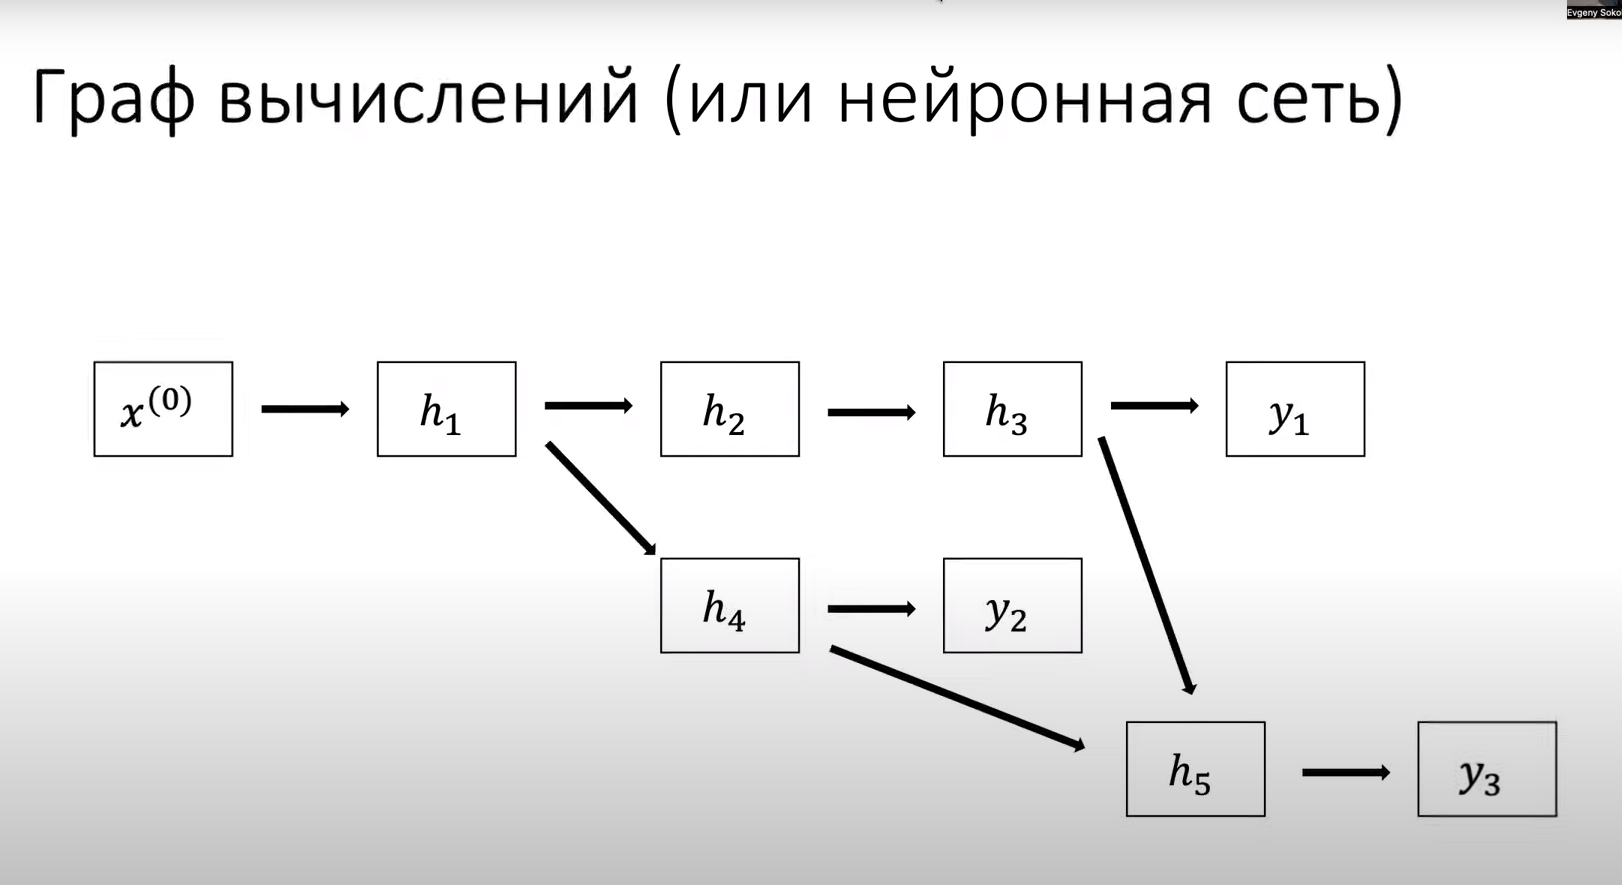 Evgeny Soko
Граф вычислений (или нейронная сеть)
x^(0)
h_1
h_2
h_3
y_1
h_4
y_2
h_5
y_3